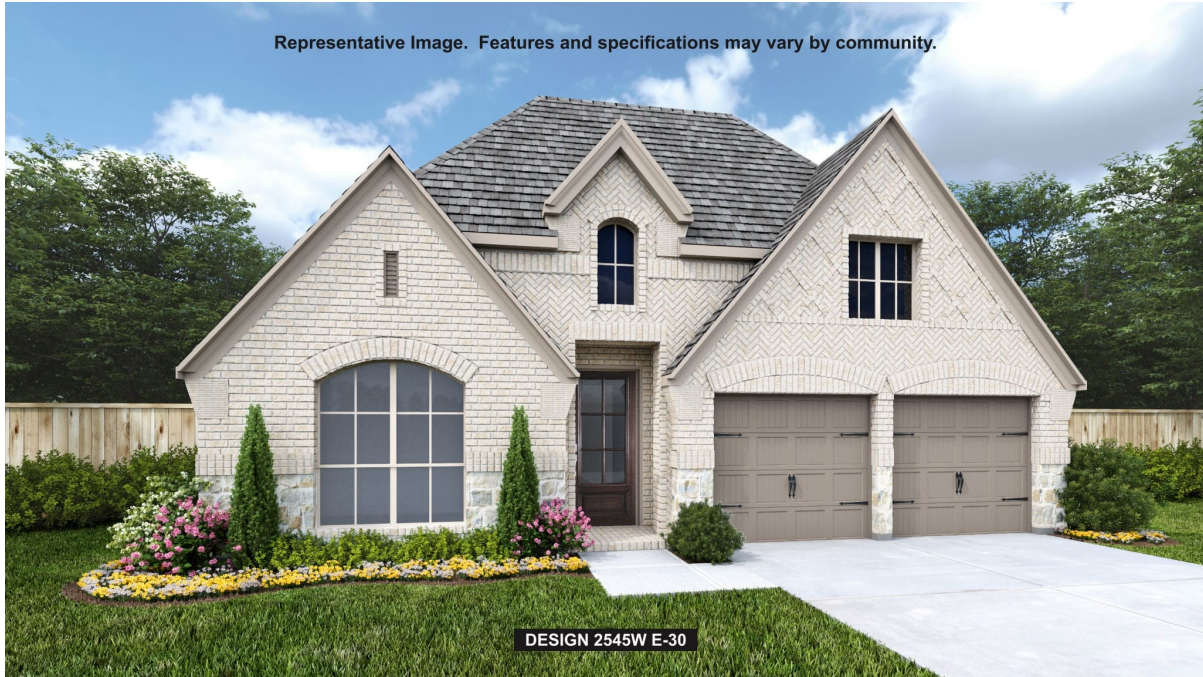 Representative Image. Features and specifications may vary by community.
DESIGN 2545W E-30